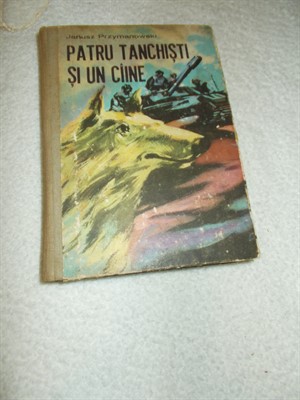 Janusz Przymanowski
PATRU TANCHIȘTI
ȘI UN CÎINE